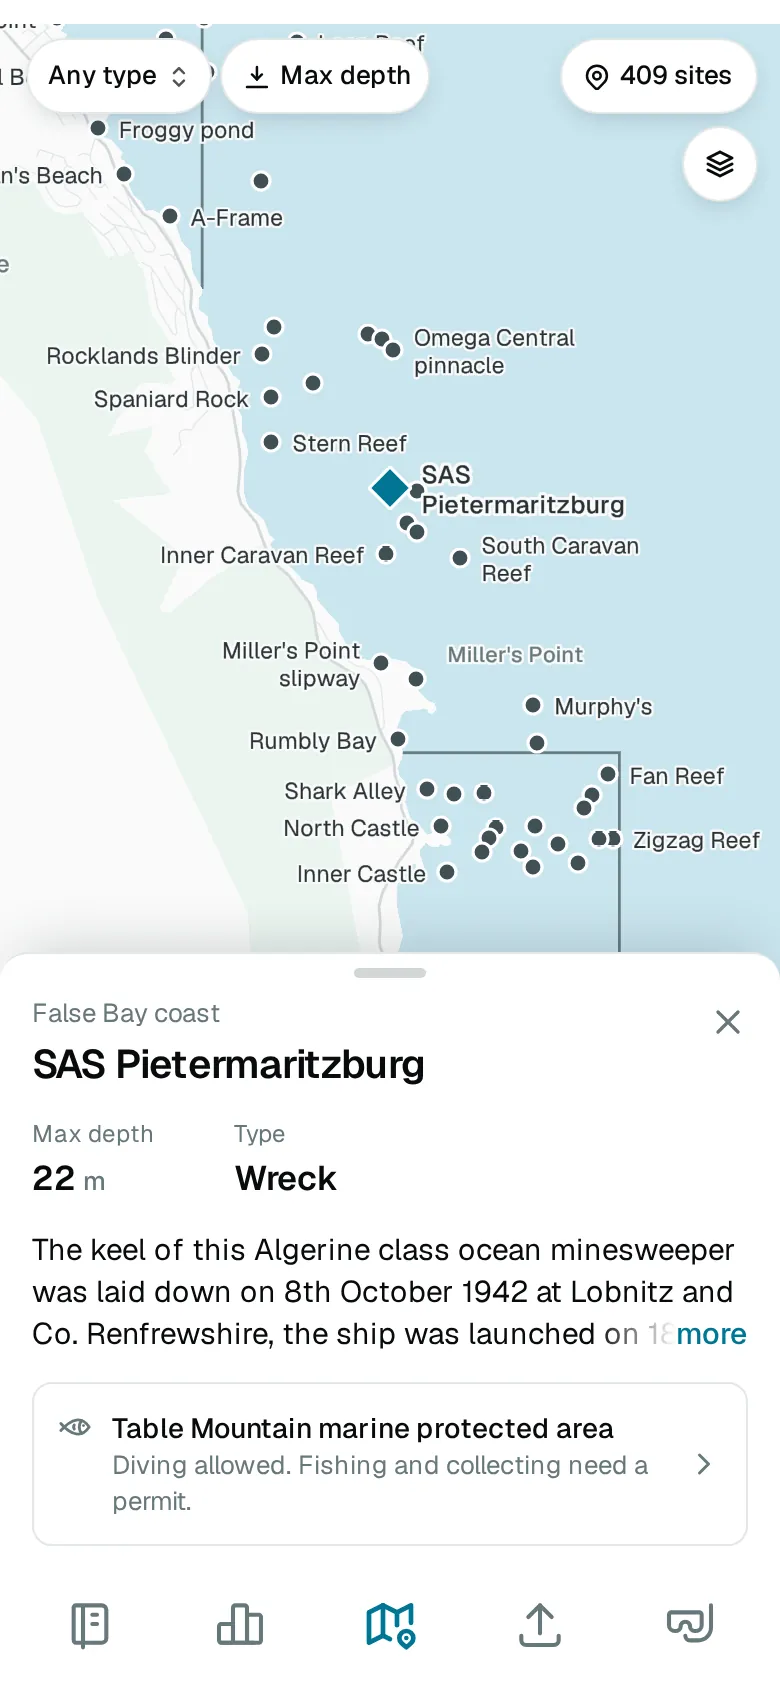 Any type
Max depth
409 sites
Froggy pond
n's Beach
A-Frame
Omega Central
pinnacle
Rocklands Blinder
Spaniard Rock
Stern Reef
SAS
Pietermaritzburg
Inner Caravan Reef
South Caravan
Reef
Miller's Point
slipway
Miller's Point
Murphy's
Rumbly Bay
Fan Reef
Shark Alley
North Castle
Zigzag Reef
Inner Castle
False Bay coast
SAS Pietermaritzburg
Max depth
Type
22 m
Wreck
The keel of this Algerine class ocean minesweeper
was laid down on 8th October 1942 at Lobnitz and
Co. Renfrewshire, the ship was launched on 18 more
Table Mountain marine protected area
Diving allowed. Fishing and collecting need a
permit.